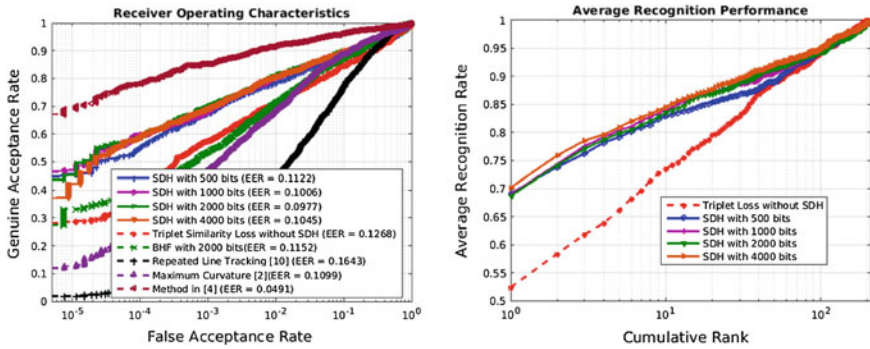 Receiver Operating Characteristics
Genuine Acceptance Rate
1
0.9
0.8
0.7
0.6
0.5
0.4
0.3
0.2
0.1
0
SDH with 500 bits (EER = 0.1122)
SDH with 1000 bits (EER = 0.1006)
SDH with 2000 bits (EER = 0.0977)
SDH with 4000 bits (EER = 0.1045)
Triplet Similarity Loss without SDH (EER = 0.1268)
BHF with 2000 bits(EER = 0.1152)
Repeated Line Tracking [10] (EER = 0.1643)
Maximum Curvature [2](EER = 0.1099)
Method in [4] (EER = 0.0491)
10⁻⁵ 10⁻⁴ 10⁻³ 10⁻² 10⁻¹ 10⁰
False Acceptance Rate
Average Recognition Performance
Average Recognition Rate
1
0.95
0.9
0.85
0.8
0.75
0.7
0.65
0.6
0.55
0.5
Triplet Loss without SDH
SDH with 500 bits
SDH with 1000 bits
SDH with 2000 bits
SDH with 4000 bits
10⁰ 10¹ 10²
Cumulative Rank